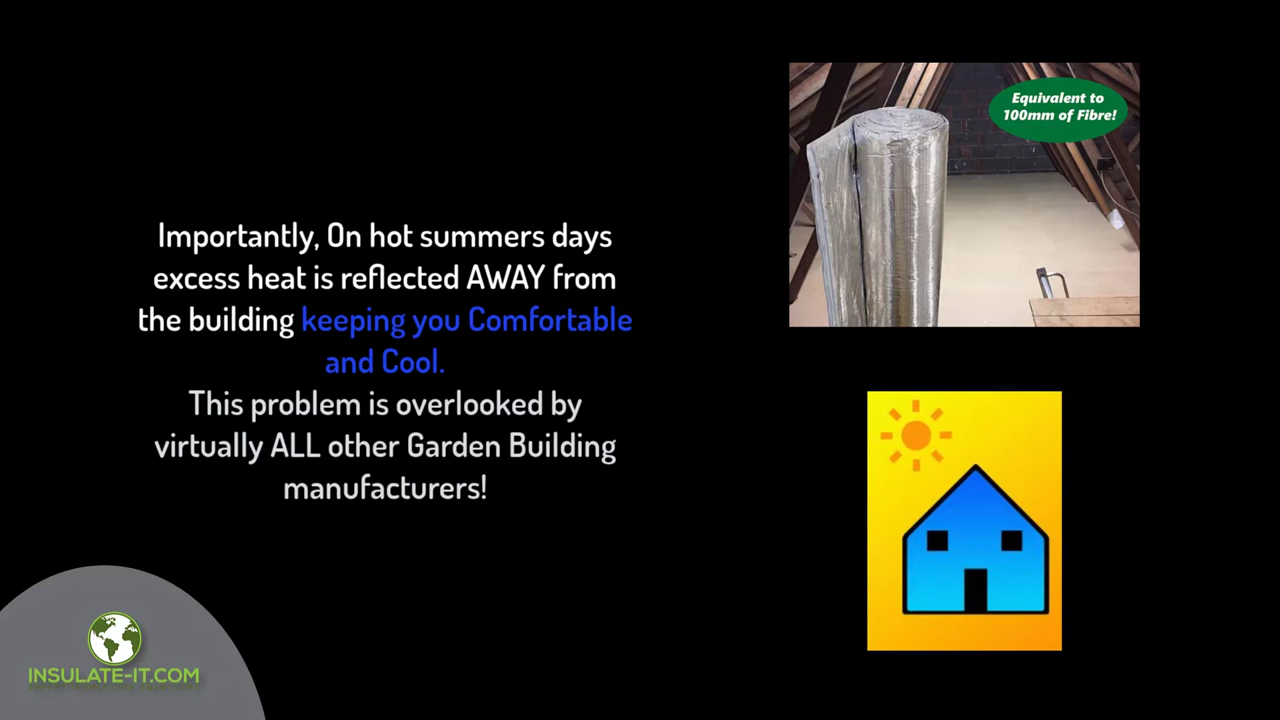 Equivalent to
100mm of Fibre!
Importantly, On hot summers days
excess heat is reflected AWAY from
the building keeping you Comfortable
and Cool.
This problem is overlooked by
virtually ALL other Garden Building
manufacturers!
INSULATE-IT.COM